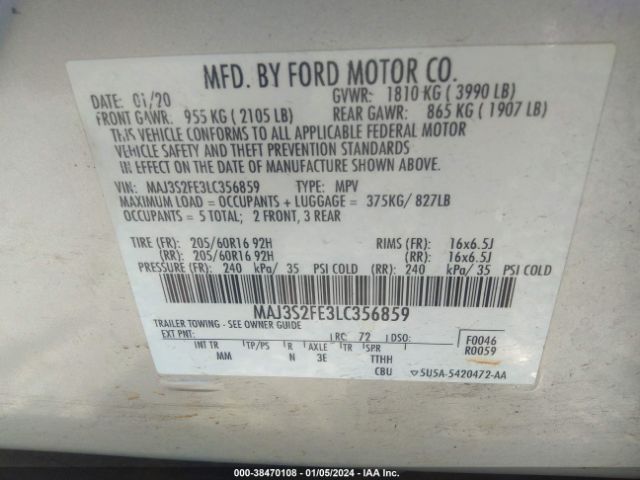 MFD. BY FORD MOTOR CO.
DATE: 01/20 GVWR: 1810 KG ( 3990 LB)
FRONT GAWR: 955 KG ( 2105 LB) REAR GAWR: 865 KG ( 1907 LB)
THIS VEHICLE CONFORMS TO ALL APPLICABLE FEDERAL MOTOR
VEHICLE SAFETY AND THEFT PREVENTION STANDARDS
IN EFFECT ON THE DATE OF MANUFACTURE SHOWN ABOVE.
VIN: MAJ3S2FE3LC356859 TYPE: MPV
MAXIMUM LOAD = OCCUPANTS + LUGGAGE = 375KG/ 827LB
OCCUPANTS = 5 TOTAL; 2 FRONT, 3 REAR
TIRE (FR): 205/60R16 92H RIMS (FR): 16x6.5J
(RR): 205/60R16 92H (RR): 16x6.5J
PRESSURE (FR): 240 kPa/ 35 PSI COLD (RR): 240 kPa/ 35 PSI COLD
MAJ3S2FE3LC356859
TRAILER TOWING - SEE OWNER GUIDE
EXT PNT: RC: 72 DSO: F0046
INT TR TP/PS R AXLE TR SPR R0059
MM N 3E TTHH
CBU ▽5U5A-5420472-AA
000-38470108 - 01/05/2024 - IAA Inc.